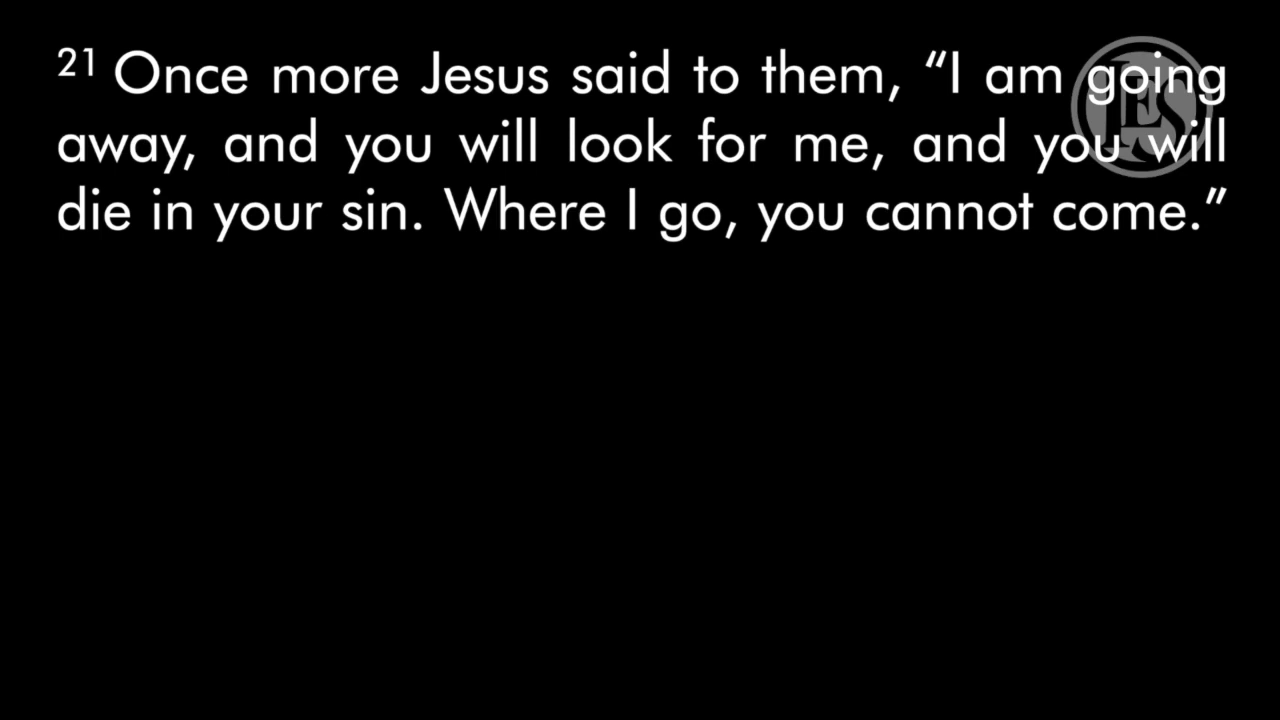 21 Once more Jesus said to them, “I am going
away, and you will look for me, and you will
die in your sin. Where I go, you cannot come.”